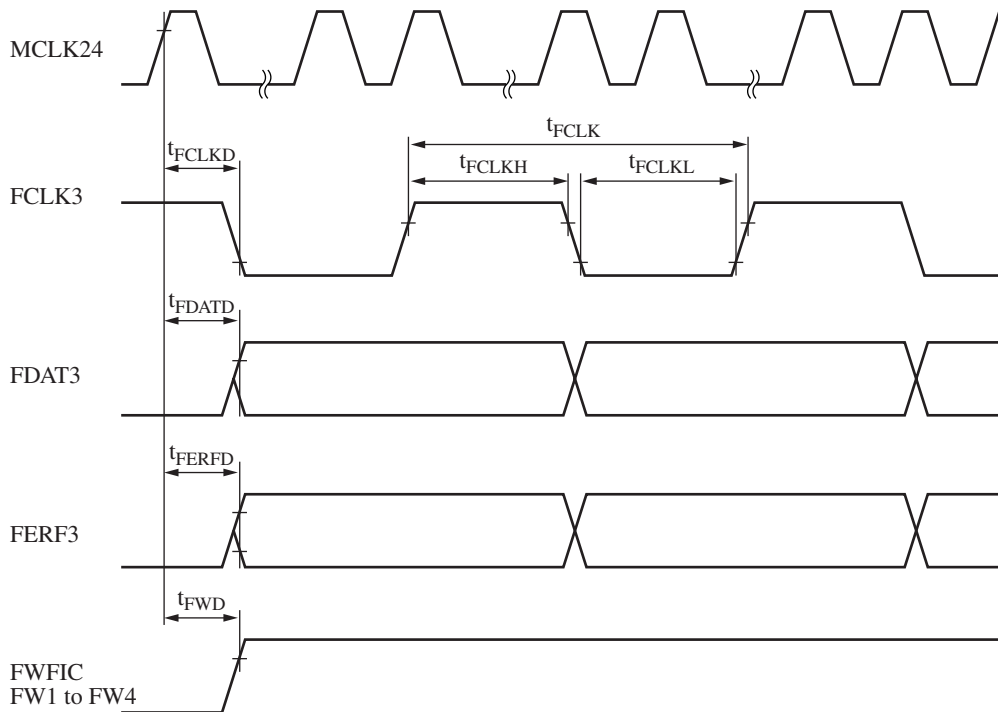 MCLK24
tFCLK
tFCLKD
tFCLKH
tFCLKL
FCLK3
tFDATD
FDAT3
tFERFD
FERF3
tFWD
FWFIC
FW1 to FW4